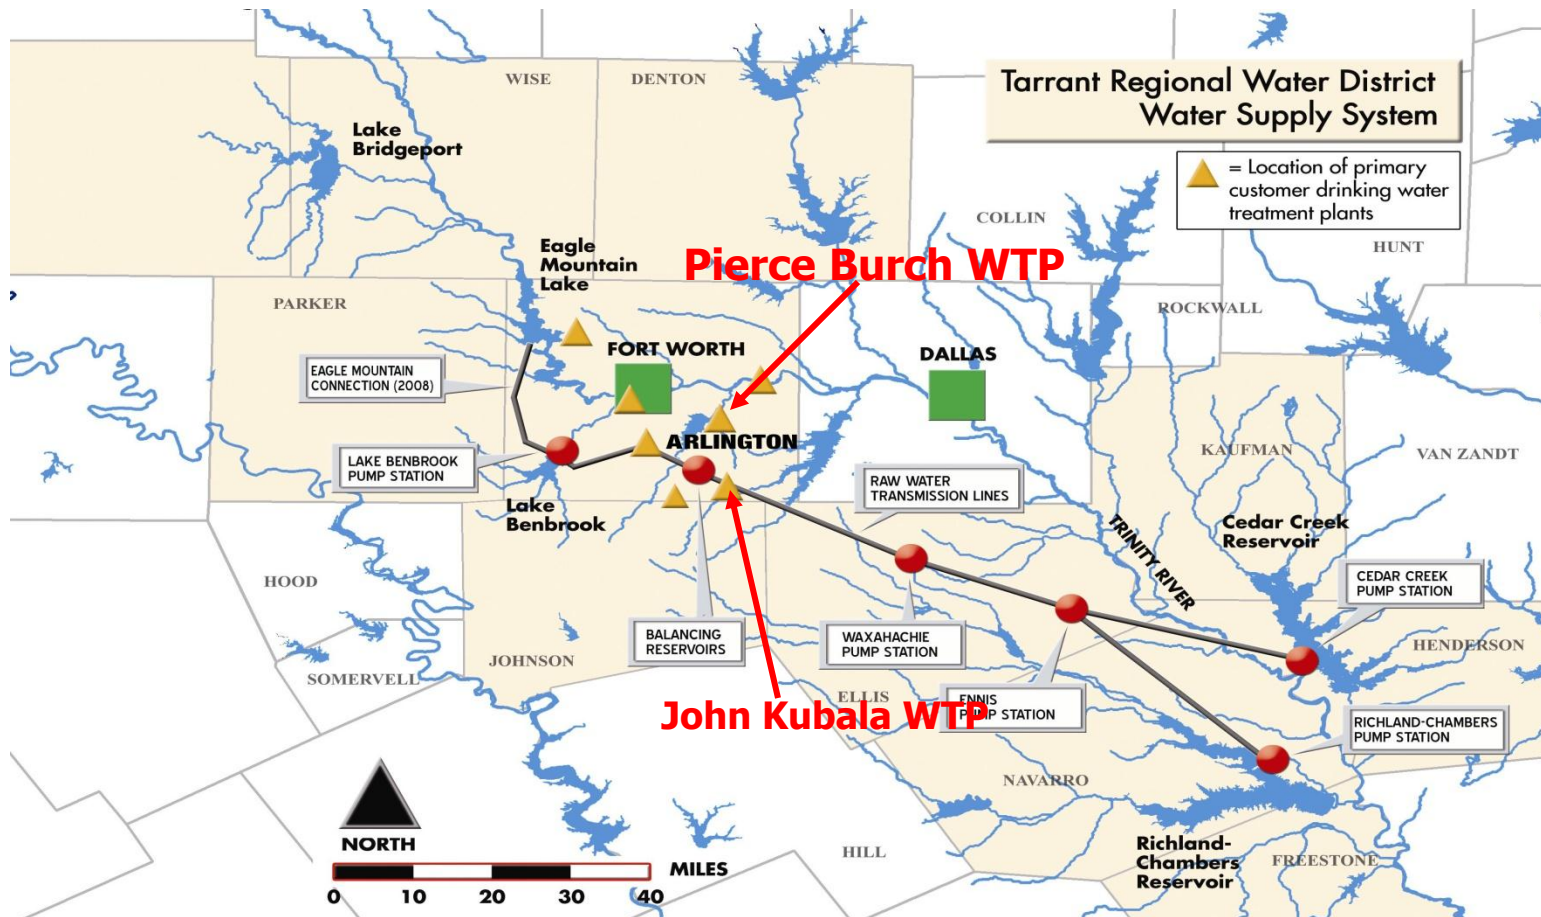 Tarrant Regional Water District
Water Supply System
= Location of primary
customer drinking water
treatment plants
WISE
DENTON
Lake
Bridgeport
COLLIN
HUNT
Eagle
Mountain
Lake
Pierce Burch WTP
PARKER
ROCKWALL
EAGLE MOUNTAIN
CONNECTION (2008)
FORT WORTH
DALLAS
ARLINGTON
LAKE BENBROOK
PUMP STATION
KAUFMAN
VAN ZANDT
RAW WATER
TRANSMISSION LINES
Lake
Benbrook
TRINITY RIVER
Cedar Creek
Reservoir
HOOD
CEDAR CREEK
PUMP STATION
BALANCING
RESERVOIRS
WAXAHACHIE
PUMP STATION
HENDERSON
JOHNSON
SOMERVELL
ELLIS
ENNIS
PUMP STATION
John Kubala WTP
RICHLAND-CHAMBERS
PUMP STATION
NAVARRO
NORTH
HILL
Richland-
Chambers
Reservoir
FREESTONE
MILES
0 10 20 30 40